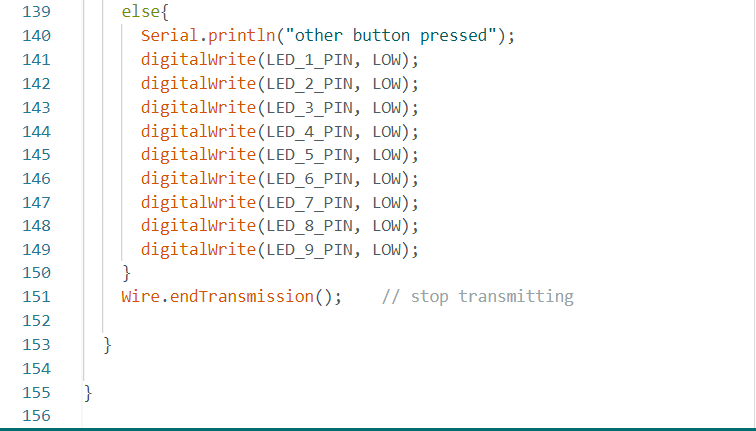 139 else{
140 Serial.println("other button pressed");
141 digitalWrite(LED_1_PIN, LOW);
142 digitalWrite(LED_2_PIN, LOW);
143 digitalWrite(LED_3_PIN, LOW);
144 digitalWrite(LED_4_PIN, LOW);
145 digitalWrite(LED_5_PIN, LOW);
146 digitalWrite(LED_6_PIN, LOW);
147 digitalWrite(LED_7_PIN, LOW);
148 digitalWrite(LED_8_PIN, LOW);
149 digitalWrite(LED_9_PIN, LOW);
150 }
151 Wire.endTransmission(); // stop transmitting
152
153 }
154
155 }
156